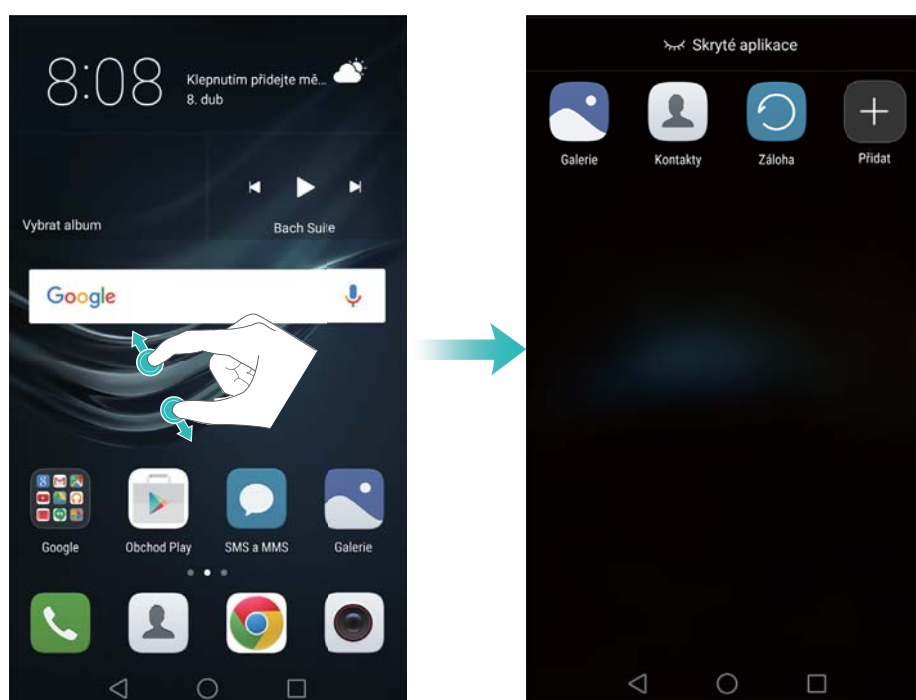 8:08
Klepnutím přidejte mě...
8. dub
Vybrat album
Bach Suite
Google
Google
Obchod Play
SMS a MMS
Galerie
Skryté aplikace
Galerie
Kontakty
Záloha
Přidat